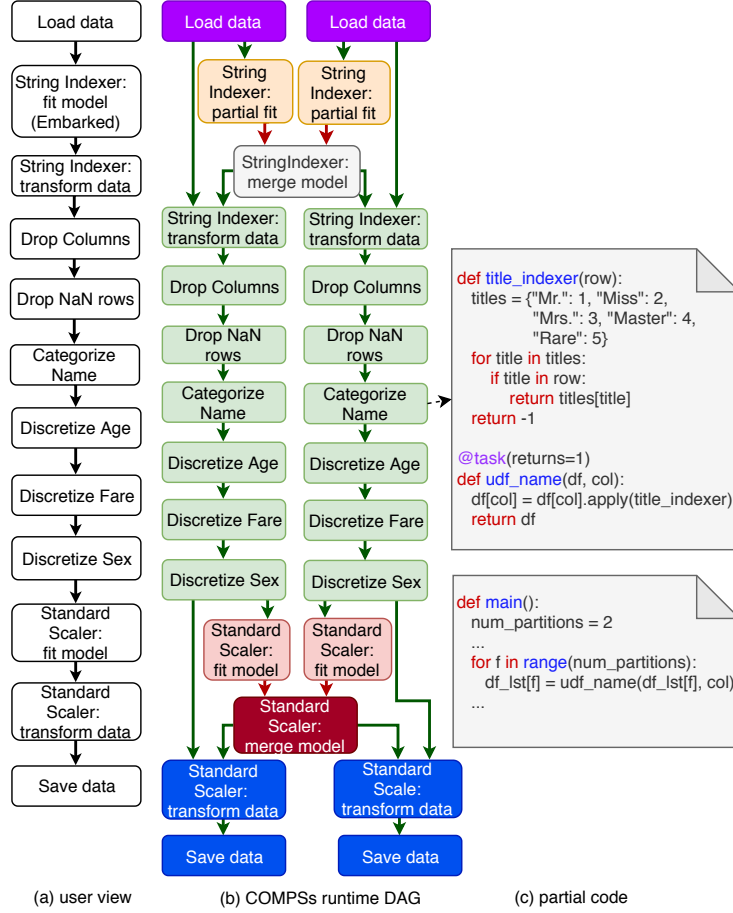 Load data
String Indexer:
fit model
(Embarked)
String Indexer:
transform data
Drop Columns
Drop NaN rows
Categorize
Name
Discretize Age
Discretize Fare
Discretize Sex
Standard
Scaler:
fit model
Standard
Scaler:
transform data
Save data
(a) user view
Load data
Load data
String
Indexer:
partial fit
String
Indexer:
partial fit
StringIndexer:
merge model
String Indexer:
transform data
String Indexer:
transform data
Drop Columns
Drop Columns
Drop NaN
rows
Drop NaN
rows
Categorize
Name
Categorize
Name
Discretize Age
Discretize Age
Discretize Fare
Discretize Fare
Discretize Sex
Discretize Sex
Standard
Scaler:
fit model
Standard
Scaler:
fit model
Standard
Scaler:
merge model
Standard
Scaler:
transform data
Standard
Scale:
transform data
Save data
Save data
(b) COMPSs runtime DAG
def title_indexer(row):
titles = {"Mr.": 1, "Miss": 2,
"Mrs.": 3, "Master": 4,
"Rare": 5}
for title in titles:
if title in row:
return titles[title]
return -1
@task(returns=1)
def udf_name(df, col):
df[col] = df[col].apply(title_indexer)
return df
def main():
num_partitions = 2
...
for f in range(num_partitions):
df_lst[f] = udf_name(df_lst[f], col)
...
(c) partial code